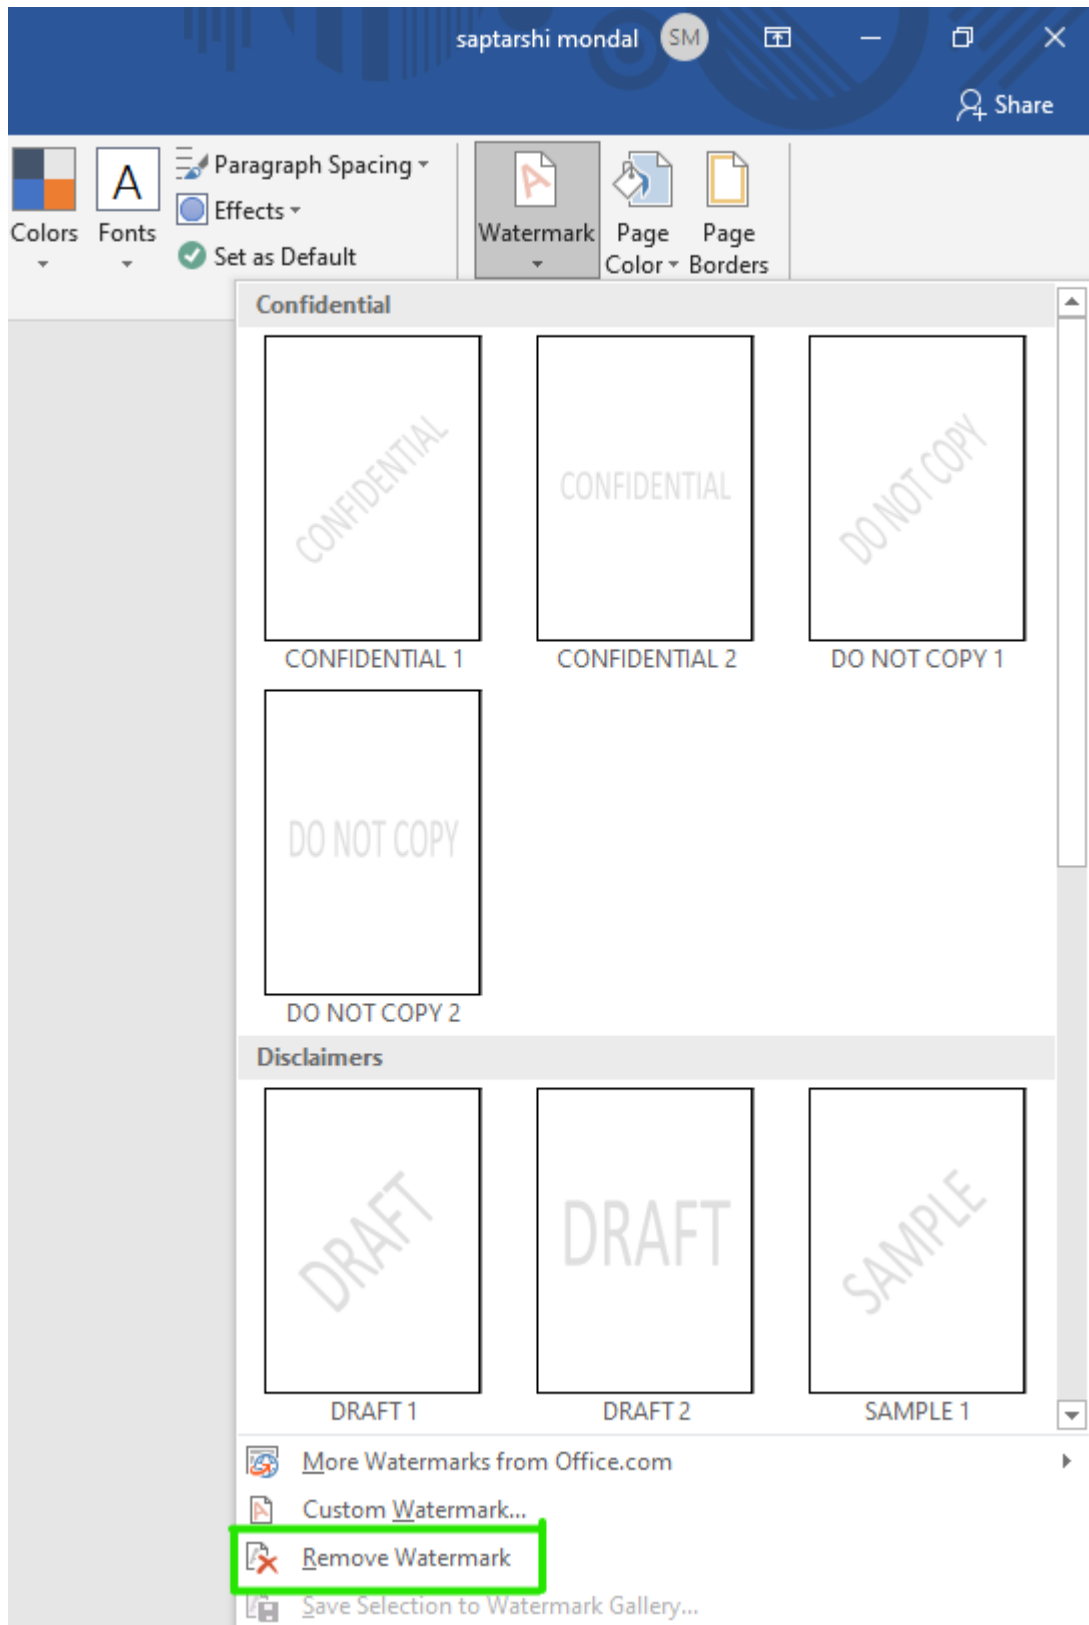 saptarshi mondal SM
Share
Paragraph Spacing
A
Effects
Colors Fonts
Set as Default
Watermark
Page Color
Page Borders
Confidential
CONFIDENTIAL
CONFIDENTIAL
DO NOT COPY
CONFIDENTIAL 1
CONFIDENTIAL 2
DO NOT COPY 1
DO NOT COPY
DO NOT COPY 2
Disclaimers
DRAFT
DRAFT
SAMPLE
DRAFT 1
DRAFT 2
SAMPLE 1
More Watermarks from Office.com
Custom Watermark...
Remove Watermark
Save Selection to Watermark Gallery...